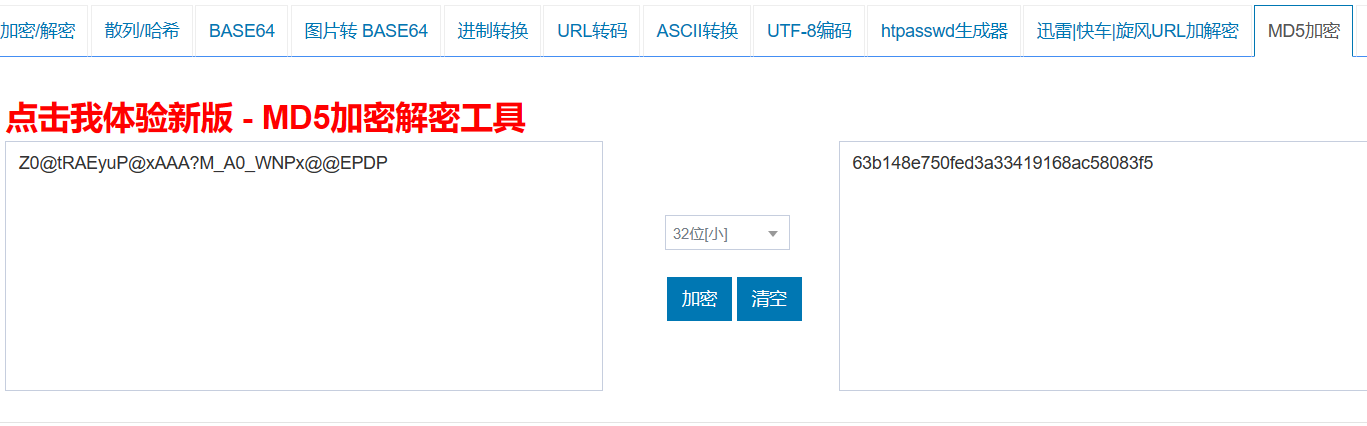 加密/解密 散列/哈希 BASE64 图片转 BASE64 进制转换 URL转码 ASCII转换 UTF-8编码 htpasswd生成器 迅雷|快车|旋风URL加解密 MD5加密
点击我体验新版 - MD5加密解密工具
Z0@tRAEyuP@xAAA?M_A0_WNPx@@EPDP
63b148e750fed3a33419168ac58083f5
32位[小]
加密 清空